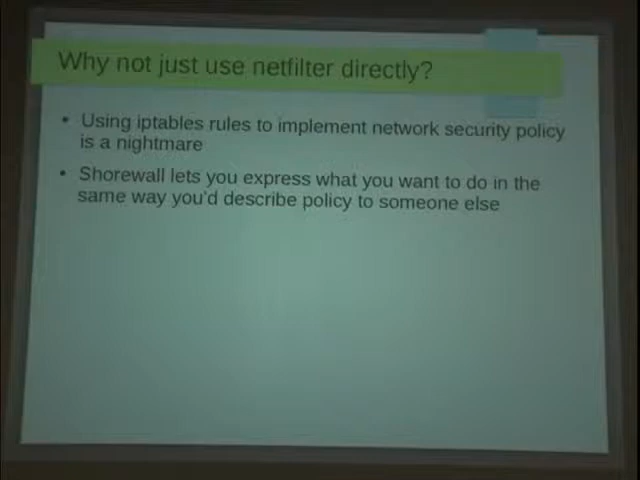 Why not just use netfilter directly?
• Using iptables rules to implement network security policy
is a nightmare
• Shorewall lets you express what you want to do in the
same way you'd describe policy to someone else